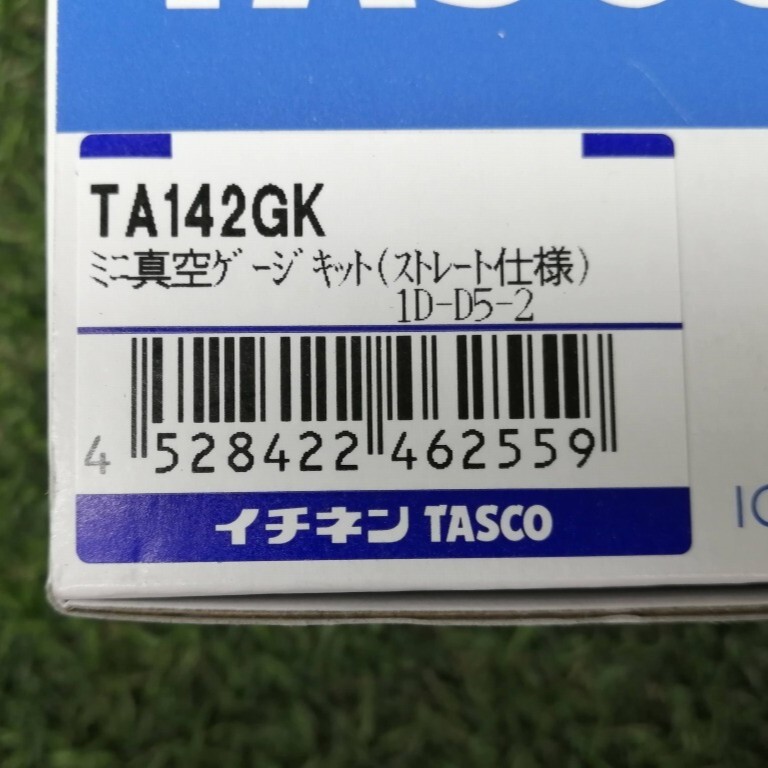 TASCO
TA142GK
ﾐﾆ真空ｹﾞｰｼﾞｷｯﾄ(ｽﾄﾚｰﾄ仕様)
1D-D5-2
4 528422 462559
イチネン TASCO